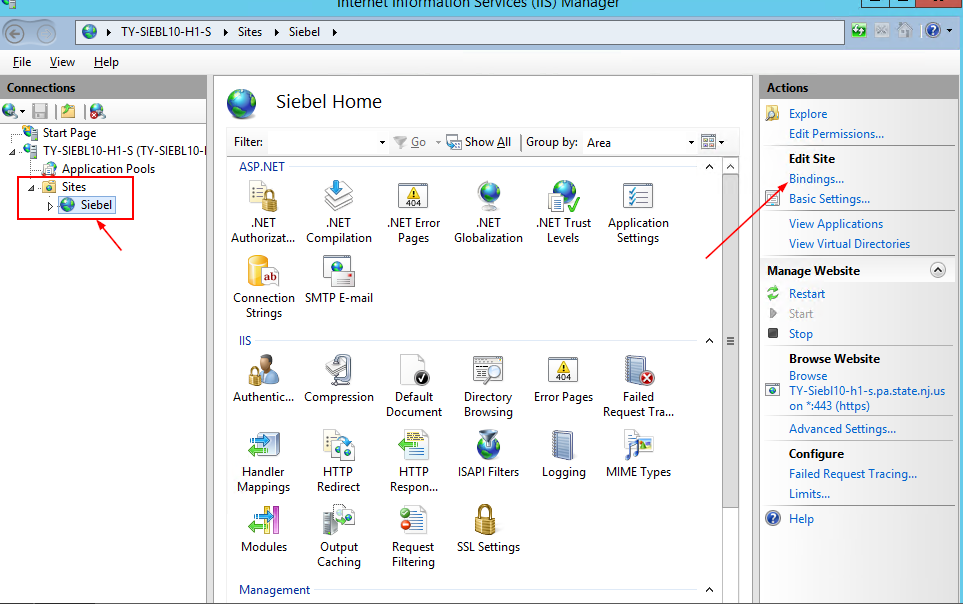 Internet Information Services (IIS) Manager
TY-SIEBL10-H1-S Sites Siebel
File View Help
Connections
Start Page
TY-SIEBL10-H1-S (TY-SIEBL10-H
Application Pools
Sites
Siebel
Siebel Home
Filter: Go Show All Group by: Area
ASP.NET
.NET Authorizat...
.NET Compilation
.NET Error Pages
.NET Globalization
.NET Trust Levels
Application Settings
ab
404
Connection Strings
SMTP E-mail
IIS
Authentic...
Compression
Default Document
Directory Browsing
404
Error Pages
Failed Request Tra...
Handler Mappings
HTTP Redirect
HTTP Respon...
ISAPI Filters
Logging
MIME Types
Modules
Output Caching
Request Filtering
SSL Settings
Management
Actions
Explore
Edit Permissions...
Edit Site
Bindings...
Basic Settings...
View Applications
View Virtual Directories
Manage Website
Restart
Start
Stop
Browse Website
Browse
TY-Siebl10-h1-s.pa.state.nj.us
on *:443 (https)
Advanced Settings...
Configure
Failed Request Tracing...
Limits...
Help